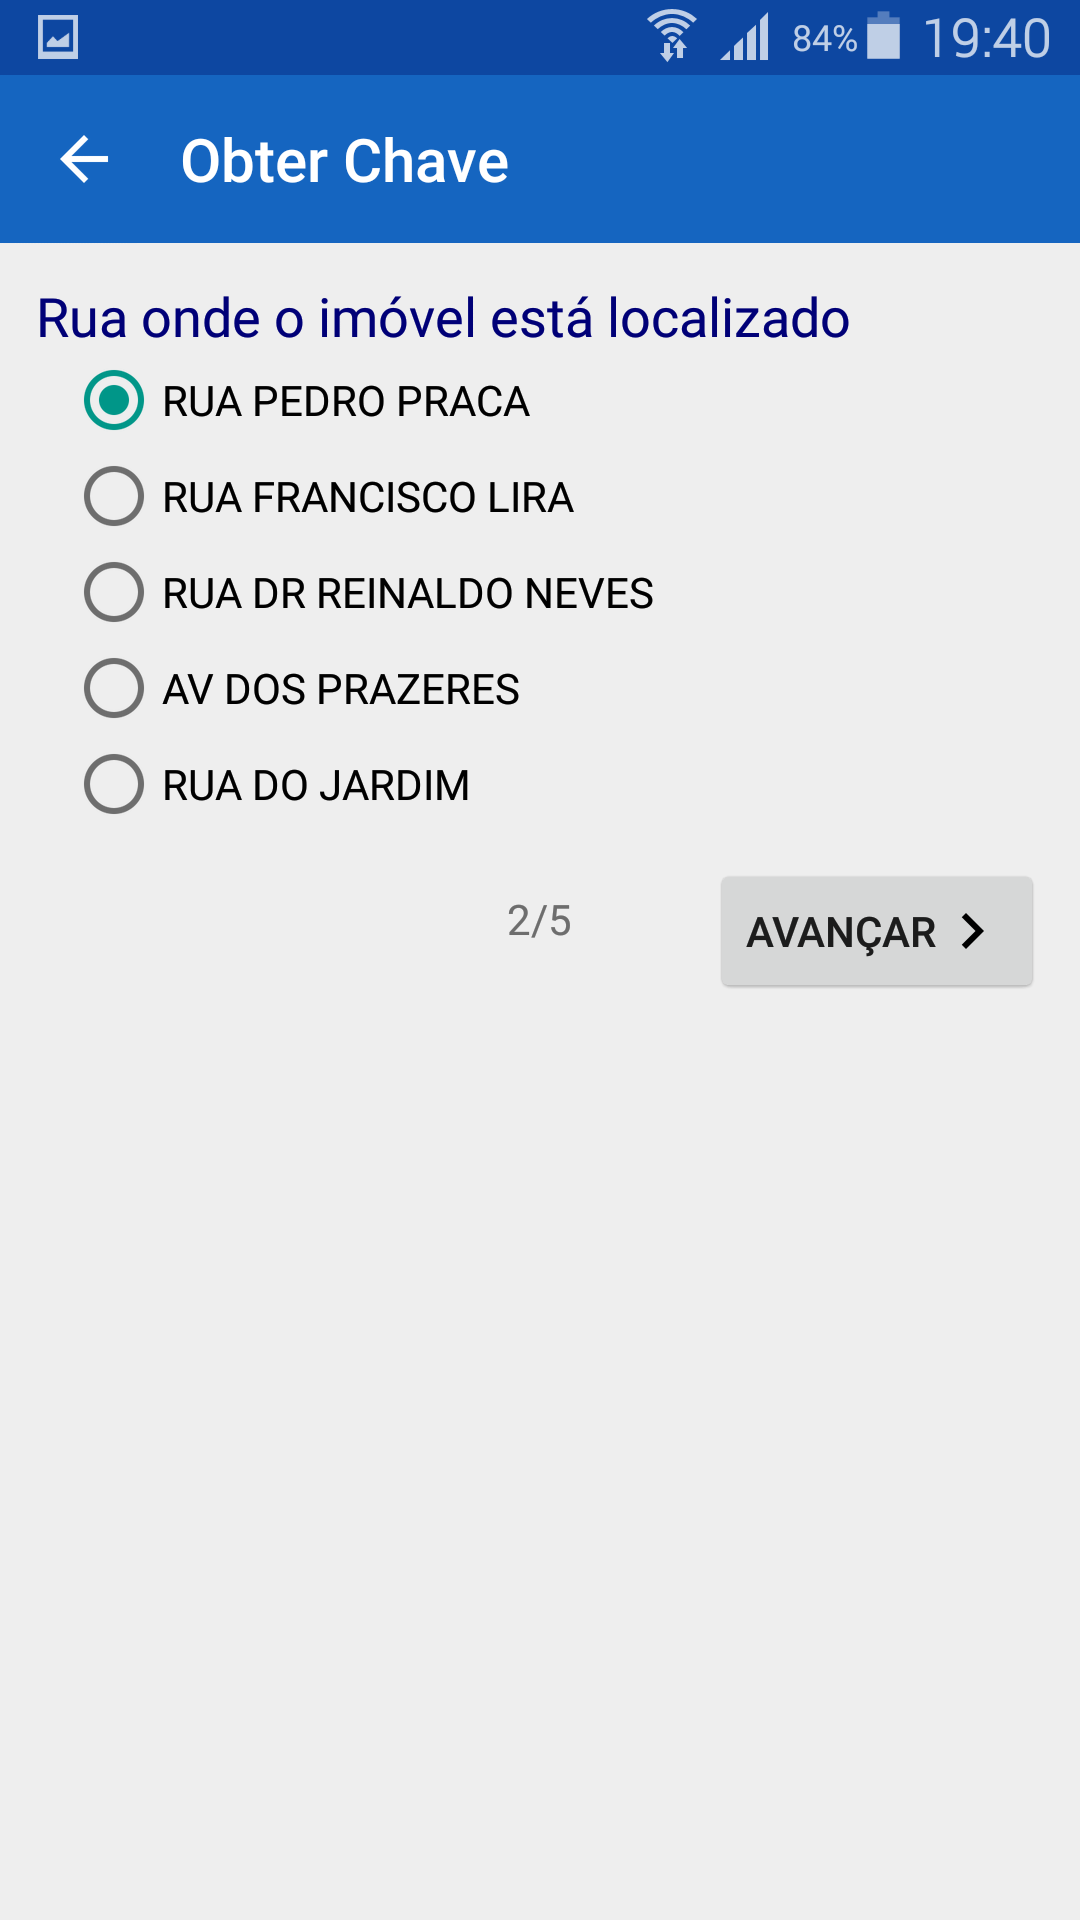 84% 19:40
Obter Chave
Rua onde o imóvel está localizado
RUA PEDRO PRACA
RUA FRANCISCO LIRA
RUA DR REINALDO NEVES
AV DOS PRAZERES
RUA DO JARDIM
2/5
AVANÇAR